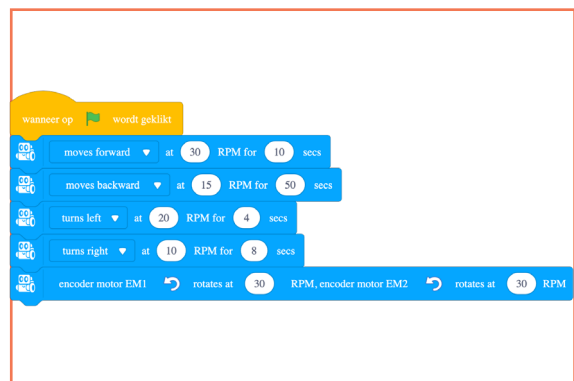 wanneer op wordt geklikt
moves forward at 30 RPM for 10 secs
moves backward at 15 RPM for 50 secs
turns left at 20 RPM for 4 secs
turns right at 10 RPM for 8 secs
encoder motor EM1 rotates at 30 RPM, encoder motor EM2 rotates at 30 RPM